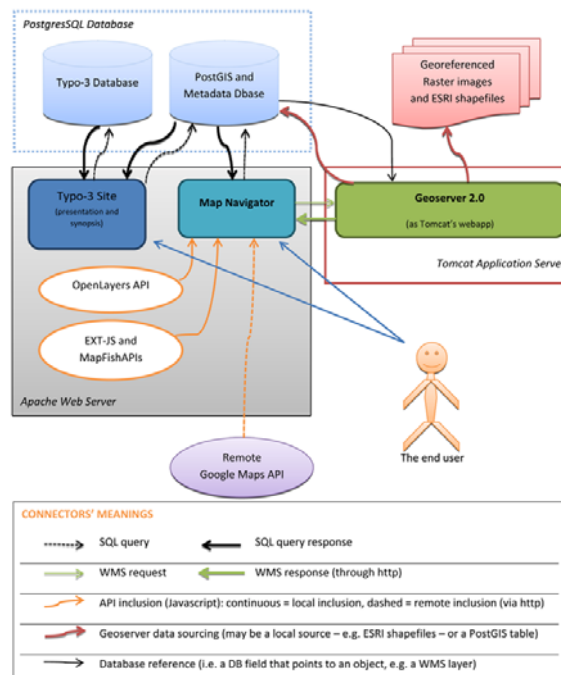 PostgresSQL Database
Typo-3 Database
PostGIS and
Metadata Dbase
Georeferenced
Raster images
and ESRI shapefiles
Typo-3 Site
(presentation and
synopsis)
Map Navigator
Geoserver 2.0
(as Tomcat's webapp)
Tomcat Application Server
OpenLayers API
EXT-JS and
MapFishAPIs
Apache Web Server
Remote
Google Maps API
The end user
CONNECTORS' MEANINGS
SQL query
SQL query response
WMS request
WMS response (through http)
API inclusion (Javascript): continuous = local inclusion, dashed = remote inclusion (via http)
Geoserver data sourcing (may be a local source – e.g. ESRI shapefiles – or a PostGIS table)
Database reference (i.e. a DB field that points to an object, e.g. a WMS layer)